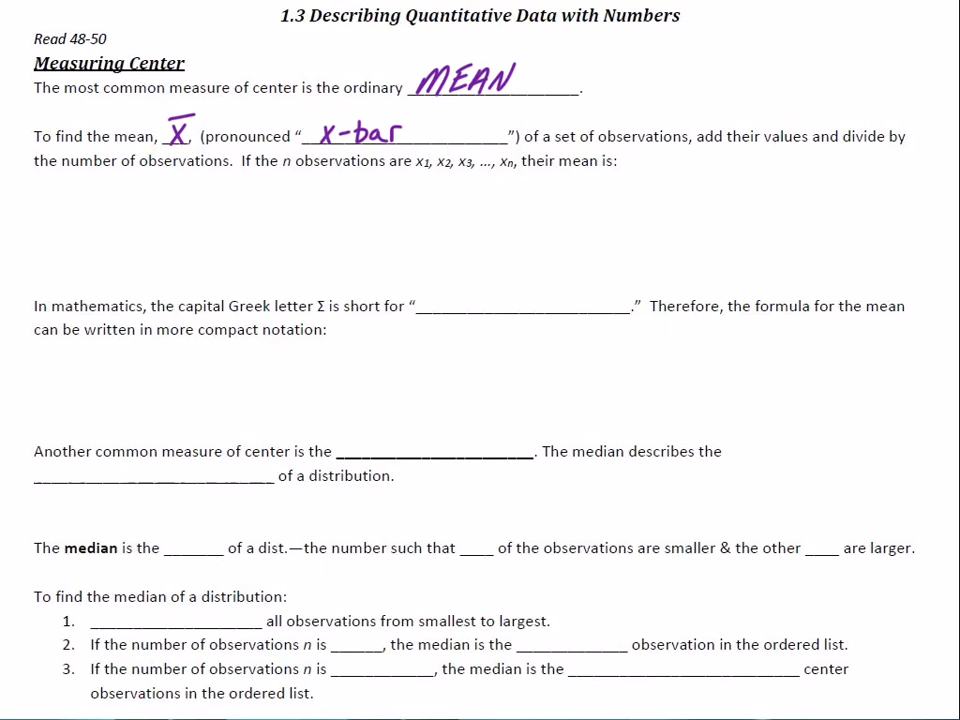 1.3 Describing Quantitative Data with Numbers
Read 48-50
Measuring Center
The most common measure of center is the ordinary MEAN.
To find the mean, x̅, (pronounced “x-bar”) of a set of observations, add their values and divide by
the number of observations. If the n observations are x1, x2, x3, ..., xn, their mean is:
In mathematics, the capital Greek letter Σ is short for “_________________________.” Therefore, the formula for the mean
can be written in more compact notation:
Another common measure of center is the _______________________. The median describes the
____________________________ of a distribution.
The median is the _______ of a dist.—the number such that ____ of the observations are smaller & the other ____ are larger.
To find the median of a distribution:
1. ____________________ all observations from smallest to largest.
2. If the number of observations n is ______, the median is the _____________ observation in the ordered list.
3. If the number of observations n is ____________, the median is the ___________________________ center
observations in the ordered list.